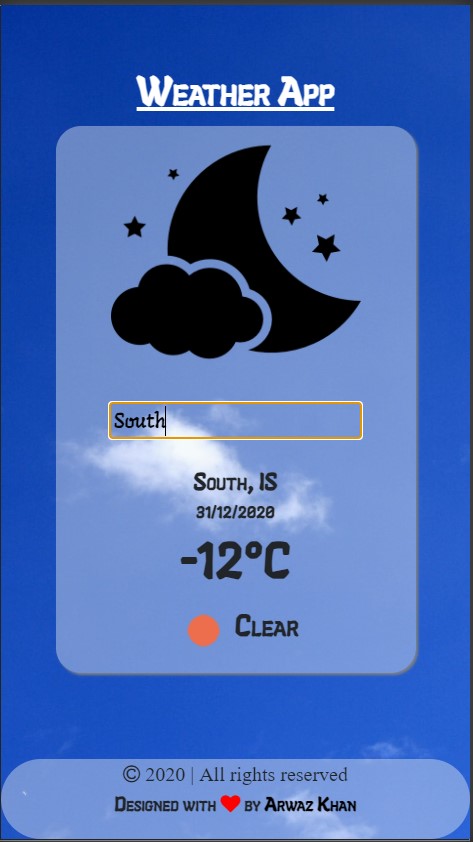 Weather App
South
South, IS
31/12/2020
-12°C
Clear
© 2020 | All rights reserved
Designed with ❤ by Arwaz Khan